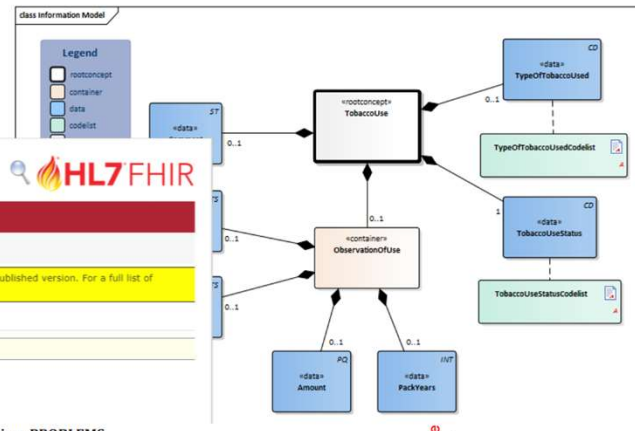 class Information Model
Legend
rootconcept
container
data
codelist
ST
«data»
0..1
«rootconcept»
TobaccoUse
CD
«data»
TypeOfTobaccoUsed
0..1
TypeOfTobaccoUsedCodelist
HL7 FHIR
ublished version. For a full list of
TS
0..1
0..1
«container»
ObservationOfUse
1
CD
«data»
TobaccoUseStatus
TobaccoUseStatusCodelist
0..1
0..1
0..1
PQ
«data»
Amount
INT
«data»
PackYears
PROBLEMS
e